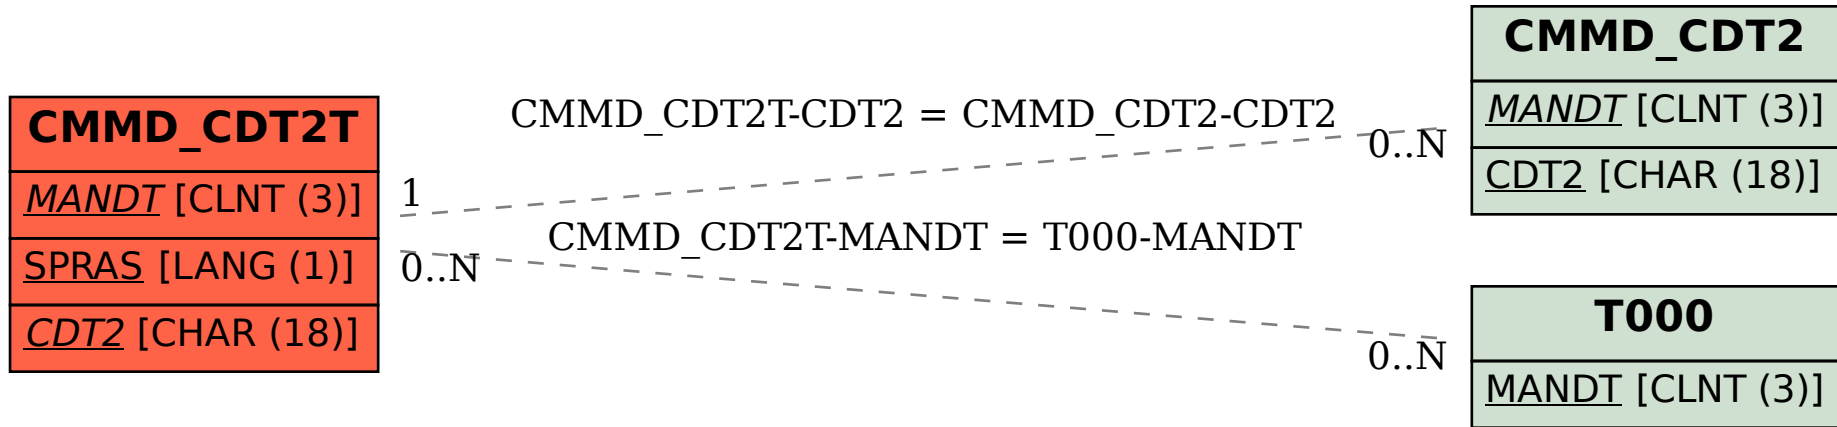 CMMD_CDT2T
MANDT [CLNT (3)]
SPRAS [LANG (1)]
CDT2 [CHAR (18)]
CMMD_CDT2T-CDT2 = CMMD_CDT2-CDT2
1
0..N
CMMD_CDT2T-MANDT = T000-MANDT
0..N
0..N
CMMD_CDT2
MANDT [CLNT (3)]
CDT2 [CHAR (18)]
T000
MANDT [CLNT (3)]